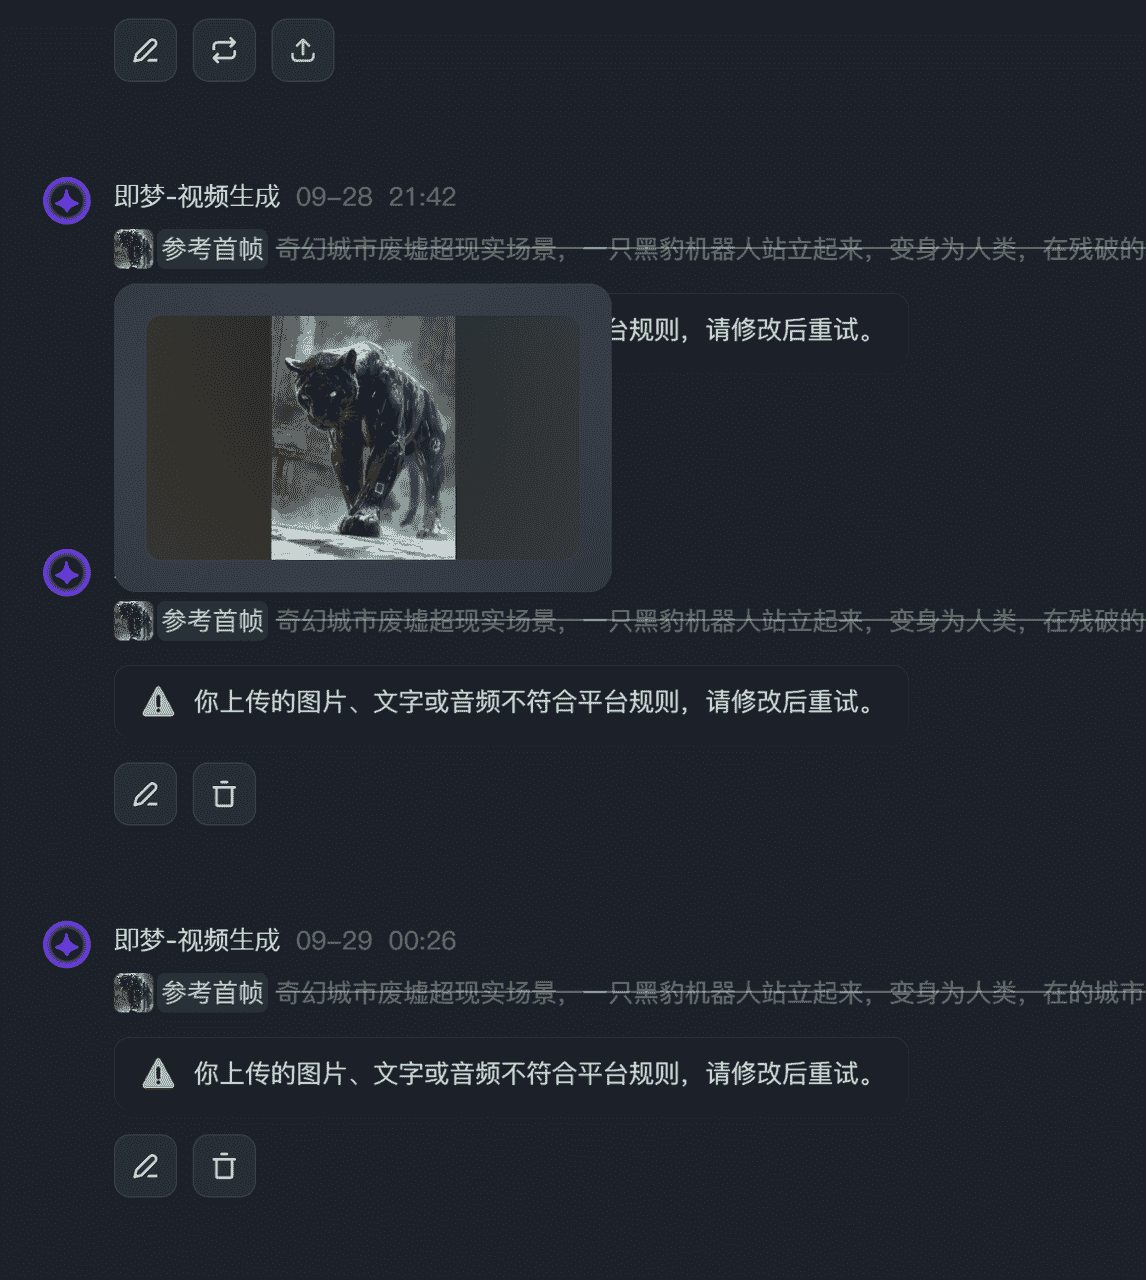 即梦-视频生成 09-28 21:42
参考首帧 奇幻城市废墟超现实场景，一只黑豹机器人站立起来，变身为人类，在残破的
台规则，请修改后重试。
参考首帧 奇幻城市废墟超现实场景，一只黑豹机器人站立起来，变身为人类，在残破的
你上传的图片、文字或音频不符合平台规则，请修改后重试。
即梦-视频生成 09-29 00:26
参考首帧 奇幻城市废墟超现实场景，一只黑豹机器人站立起来，变身为人类，在的城市
你上传的图片、文字或音频不符合平台规则，请修改后重试。